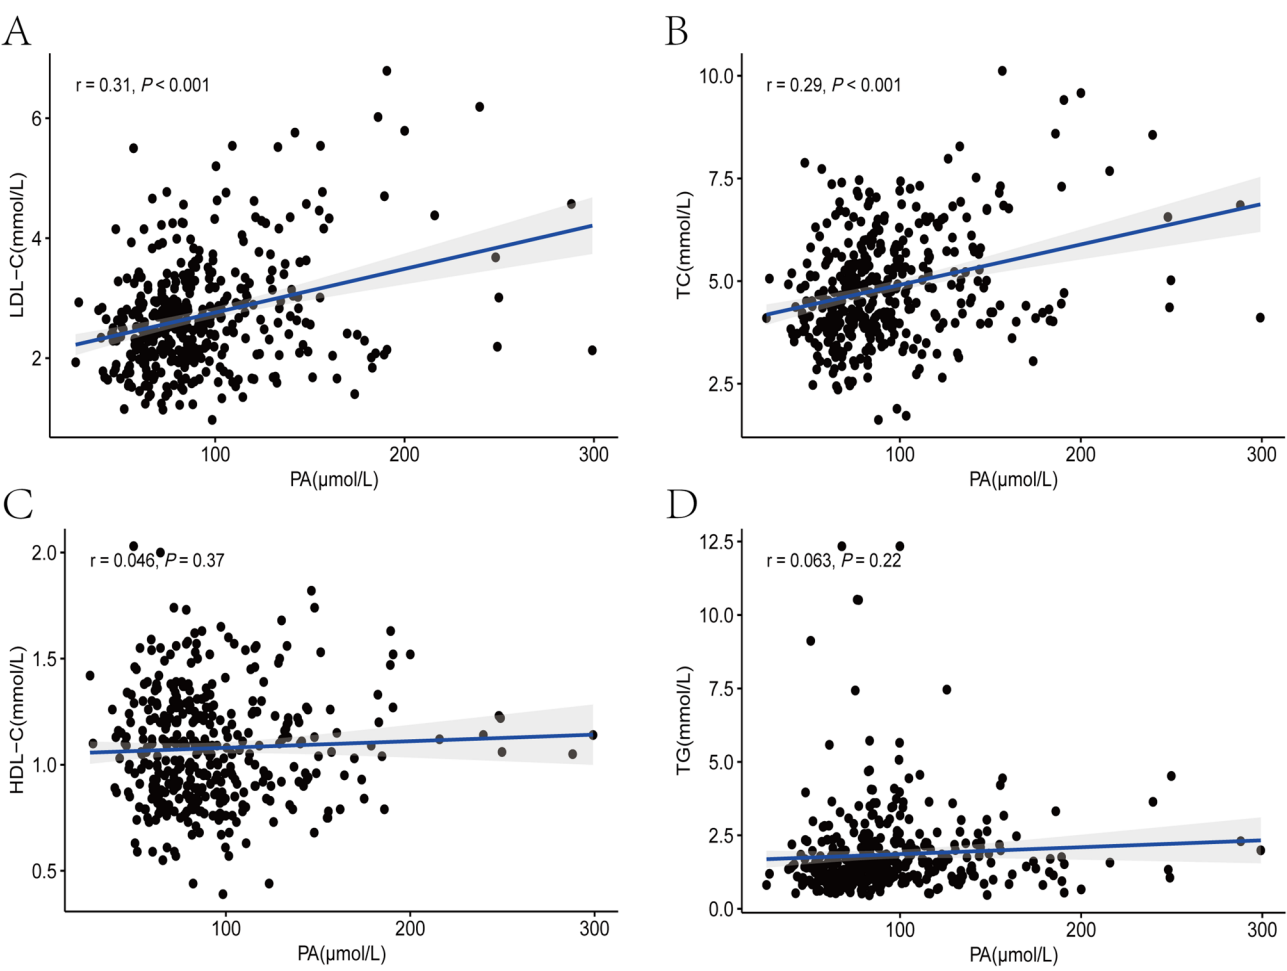 A
r = 0.31, P < 0.001
LDL−C(mmol/L)
6
4
2
100 200 300
PA(μmol/L)
B
r = 0.29, P < 0.001
TC(mmol/L)
10.0
7.5
5.0
2.5
100 200 300
PA(μmol/L)
C
r = 0.046, P = 0.37
HDL−C(mmol/L)
2.0
1.5
1.0
0.5
100 200 300
PA(μmol/L)
D
r = 0.063, P = 0.22
TG(mmol/L)
12.5
10.0
7.5
5.0
2.5
0.0
100 200 300
PA(μmol/L)